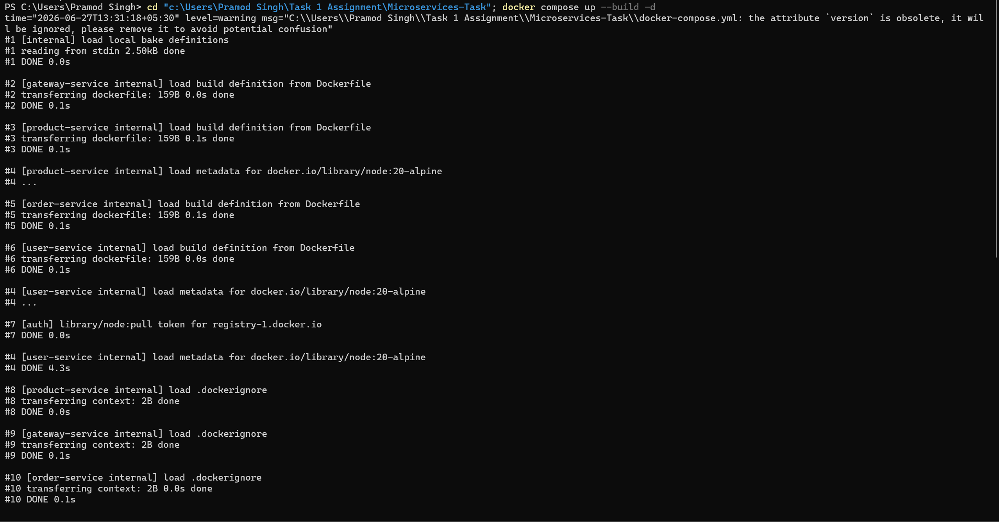 PS C:\Users\Pramod Singh> cd "c:\Users\Pramod Singh\Task 1 Assignment\Microservices-Task"; docker compose up --build -d
time="2026-06-27T13:31:18+05:30" level=warning msg="C:\\Users\\Pramod Singh\\Task 1 Assignment\\Microservices-Task\\docker-compose.yml: the attribute `version` is obsolete, it wil
l be ignored, please remove it to avoid potential confusion"
#1 [internal] load local bake definitions
#1 reading from stdin 2.50kB done
#1 DONE 0.0s
#2 [gateway-service internal] load build definition from Dockerfile
#2 transferring dockerfile: 159B 0.0s done
#2 DONE 0.1s
#3 [product-service internal] load build definition from Dockerfile
#3 transferring dockerfile: 159B 0.1s done
#3 DONE 0.1s
#4 [product-service internal] load metadata for docker.io/library/node:20-alpine
#4 ...
#5 [order-service internal] load build definition from Dockerfile
#5 transferring dockerfile: 159B 0.1s done
#5 DONE 0.1s
#6 [user-service internal] load build definition from Dockerfile
#6 transferring dockerfile: 159B 0.0s done
#6 DONE 0.1s
#4 [user-service internal] load metadata for docker.io/library/node:20-alpine
#4 ...
#7 [auth] library/node:pull token for registry-1.docker.io
#7 DONE 0.0s
#4 [user-service internal] load metadata for docker.io/library/node:20-alpine
#4 DONE 4.3s
#8 [product-service internal] load .dockerignore
#8 transferring context: 2B done
#8 DONE 0.0s
#9 [gateway-service internal] load .dockerignore
#9 transferring context: 2B done
#9 DONE 0.1s
#10 [order-service internal] load .dockerignore
#10 transferring context: 2B 0.0s done
#10 DONE 0.1s